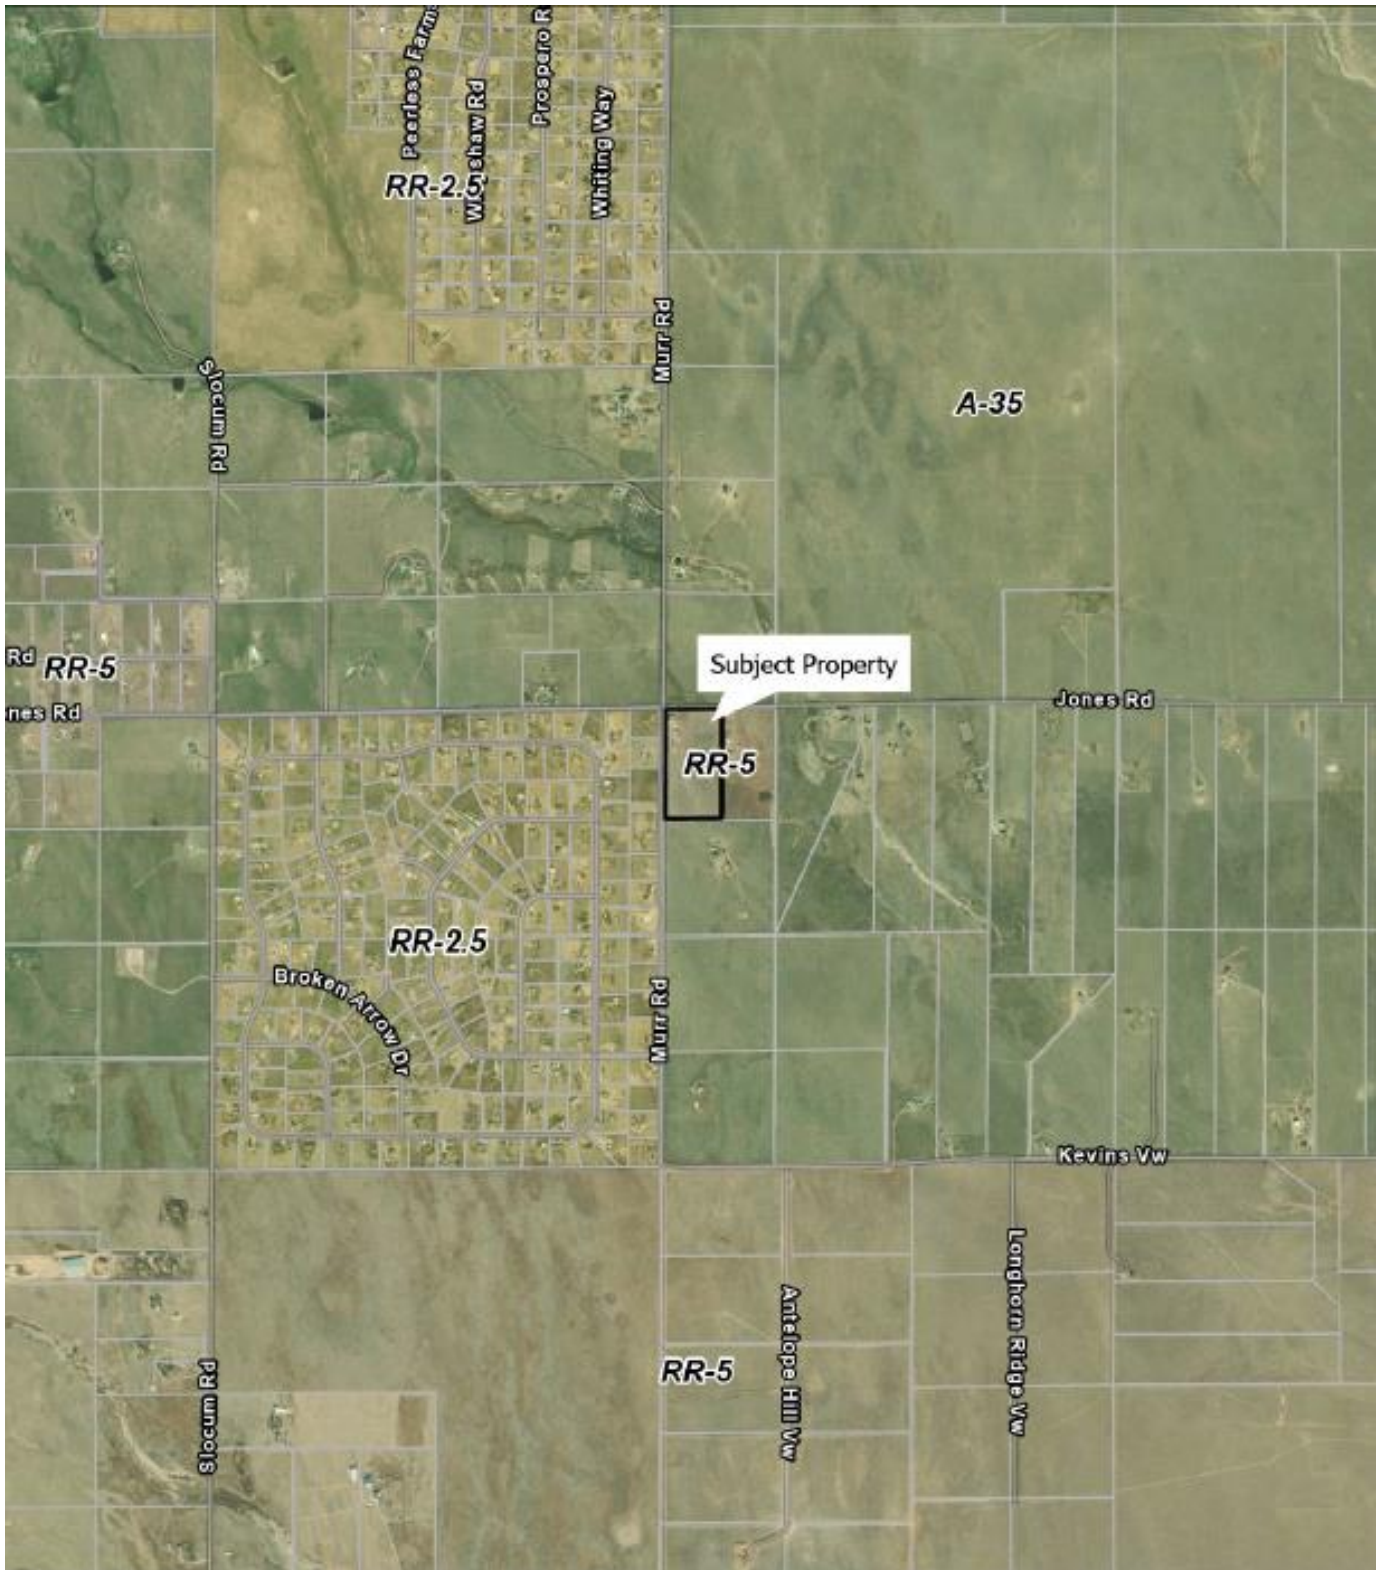 Peerless Farms
Prospero R
Whiting Way
RR-2.5
Murr Rd
Slocum Rd
A-35
Subject Property
Rd
RR-5
nes Rd
Jones Rd
RR-5
RR-2.5
Broken Arrow Dr
Murr Rd
Kevins Vw
Longhorn Ridge Vw
Antelope Hill Vw
RR-5
Slocum Rd